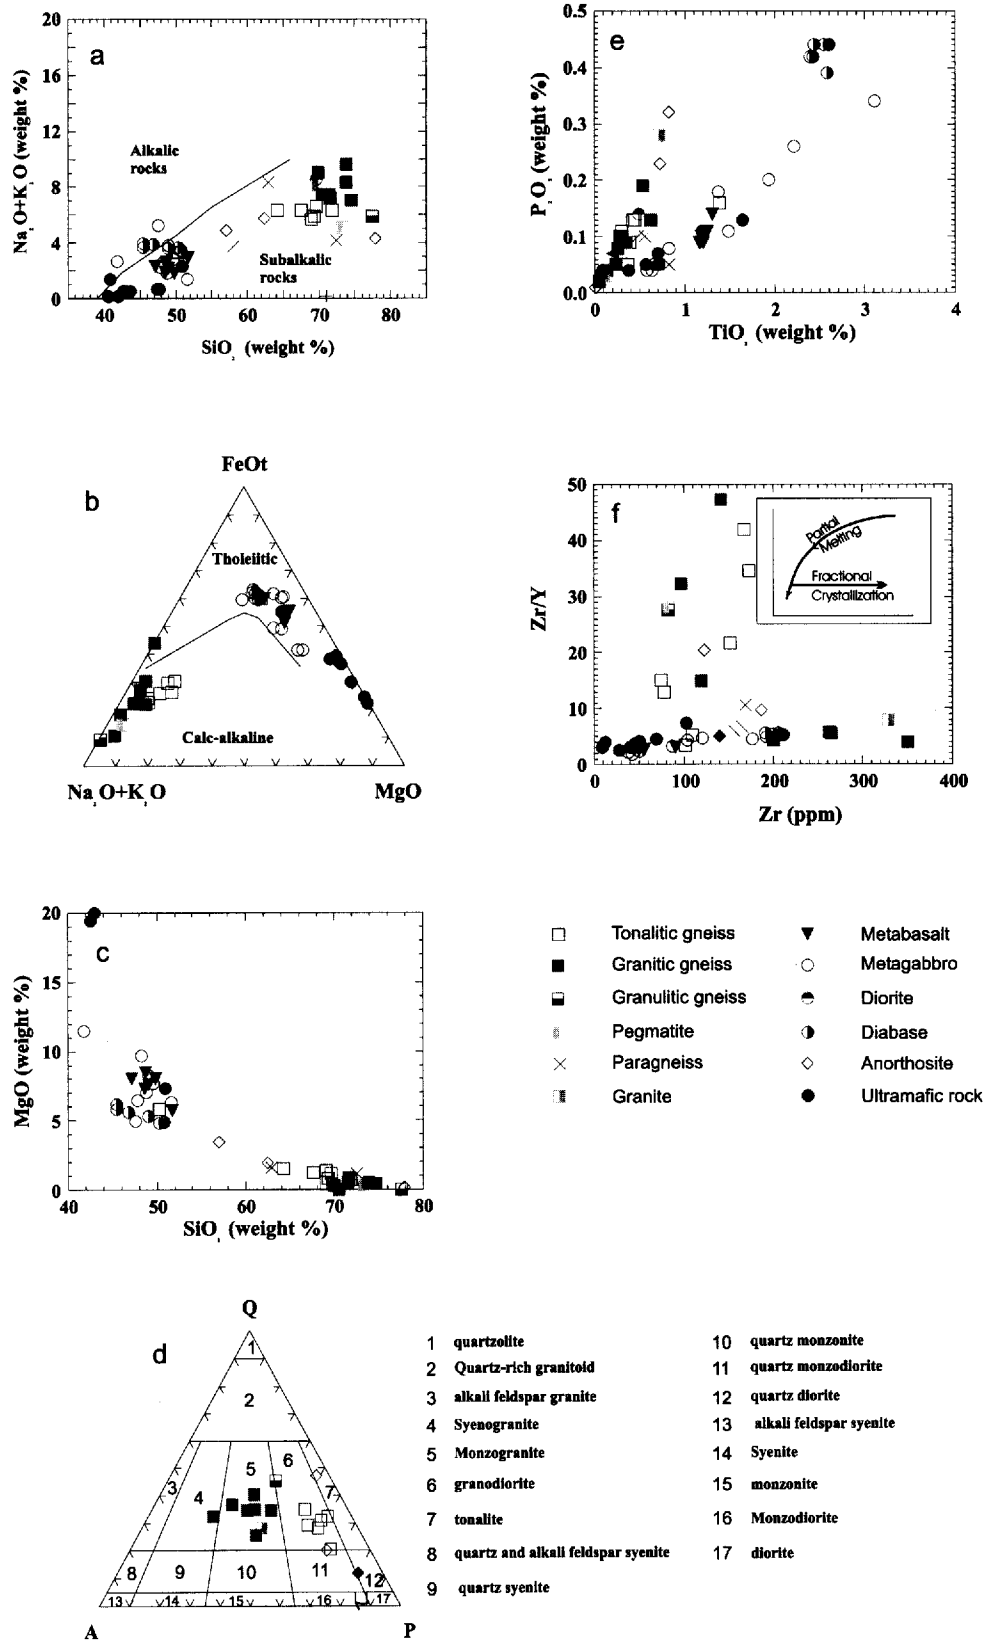 a
20
16
12
8
4
0
Na₂O+K₂O (weight %)
Alkalic
rocks
Subalkalic
rocks
40 50 60 70 80
SiO₂ (weight %)
e
0.5
0.4
0.3
0.2
0.1
0.0
P₂O₅ (weight %)
0 1 2 3 4
TiO₂ (weight %)
b
FeOt
Tholeiitic
Calc-alkaline
Na₂O+K₂O
MgO
f
50
40
30
20
10
0
Zr/Y
Partial
Melting
Fractional
Crystallization
0 100 200 300 400
Zr (ppm)
c
20
15
10
5
0
MgO (weight %)
40 50 60 70 80
SiO₂ (weight %)
Tonalitic gneiss
Granitic gneiss
Granulitic gneiss
Pegmatite
Paragneiss
Granite
Metabasalt
Metagabbro
Diorite
Diabase
Anorthosite
Ultramafic rock
d
Q
1
2
3
4
5
6
7
8
9
10
11
12
13
14
15
16
17
A
P
1 quartzolite
2 Quartz-rich granitoid
3 alkali feldspar granite
4 Syenogranite
5 Monzogranite
6 granodiorite
7 tonalite
8 quartz and alkali feldspar syenite
9 quartz syenite
10 quartz monzonite
11 quartz monzodiorite
12 quartz diorite
13 alkali feldspar syenite
14 Syenite
15 monzonite
16 Monzodiorite
17 diorite